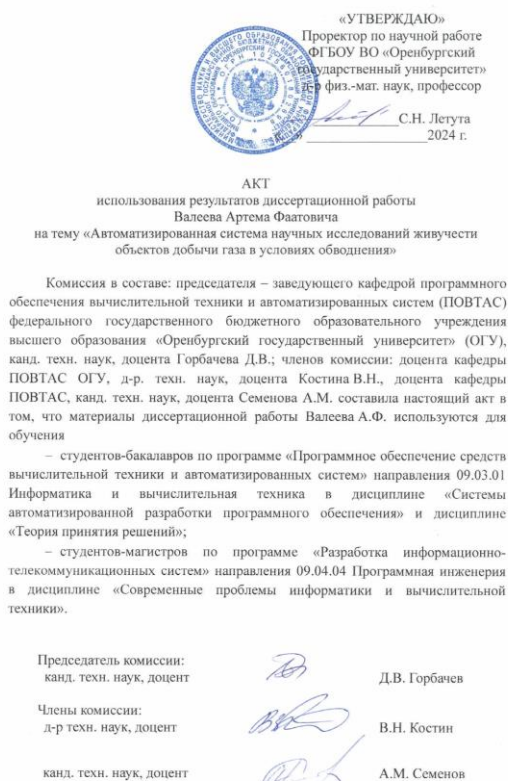 «УТВЕРЖДАЮ»
Проректор по научной работе
ФГБОУ ВО «Оренбургский
государственный университет»
д-р физ.-мат. наук, профессор
С.Н. Летута
2024 г.
АКТ
использования результатов диссертационной работы
Валеева Артема Фаатовича
на тему «Автоматизированная система научных исследований живучести
объектов добычи газа в условиях обводнения»
Комиссия в составе: председателя – заведующего кафедрой программного
обеспечения вычислительной техники и автоматизированных систем (ПОВТАС)
федерального государственного бюджетного образовательного учреждения
высшего образования «Оренбургский государственный университет» (ОГУ),
канд. техн. наук, доцента Горбачева Д.В.; членов комиссии: доцента кафедры
ПОВТАС ОГУ, д-р. техн. наук, доцента Костина В.Н., доцента кафедры
ПОВТАС, канд. техн. наук, доцента Семенова А.М. составила настоящий акт в
том, что материалы диссертационной работы Валеева А.Ф. используются для
обучения
– студентов-бакалавров по программе «Программное обеспечение средств
вычислительной техники и автоматизированных систем» направления 09.03.01
Информатика и вычислительная техника в дисциплине «Системы
автоматизированной разработки программного обеспечения» и дисциплине
«Теория принятия решений»;
– студентов-магистров по программе «Разработка информационно-
телекоммуникационных систем» направления 09.04.04 Программная инженерия
в дисциплине «Современные проблемы информатики и вычислительной
техники».
Председатель комиссии:
канд. техн. наук, доцент Д.В. Горбачев
Члены комиссии:
д-р техн. наук, доцент В.Н. Костин
канд. техн. наук, доцент А.М. Семенов